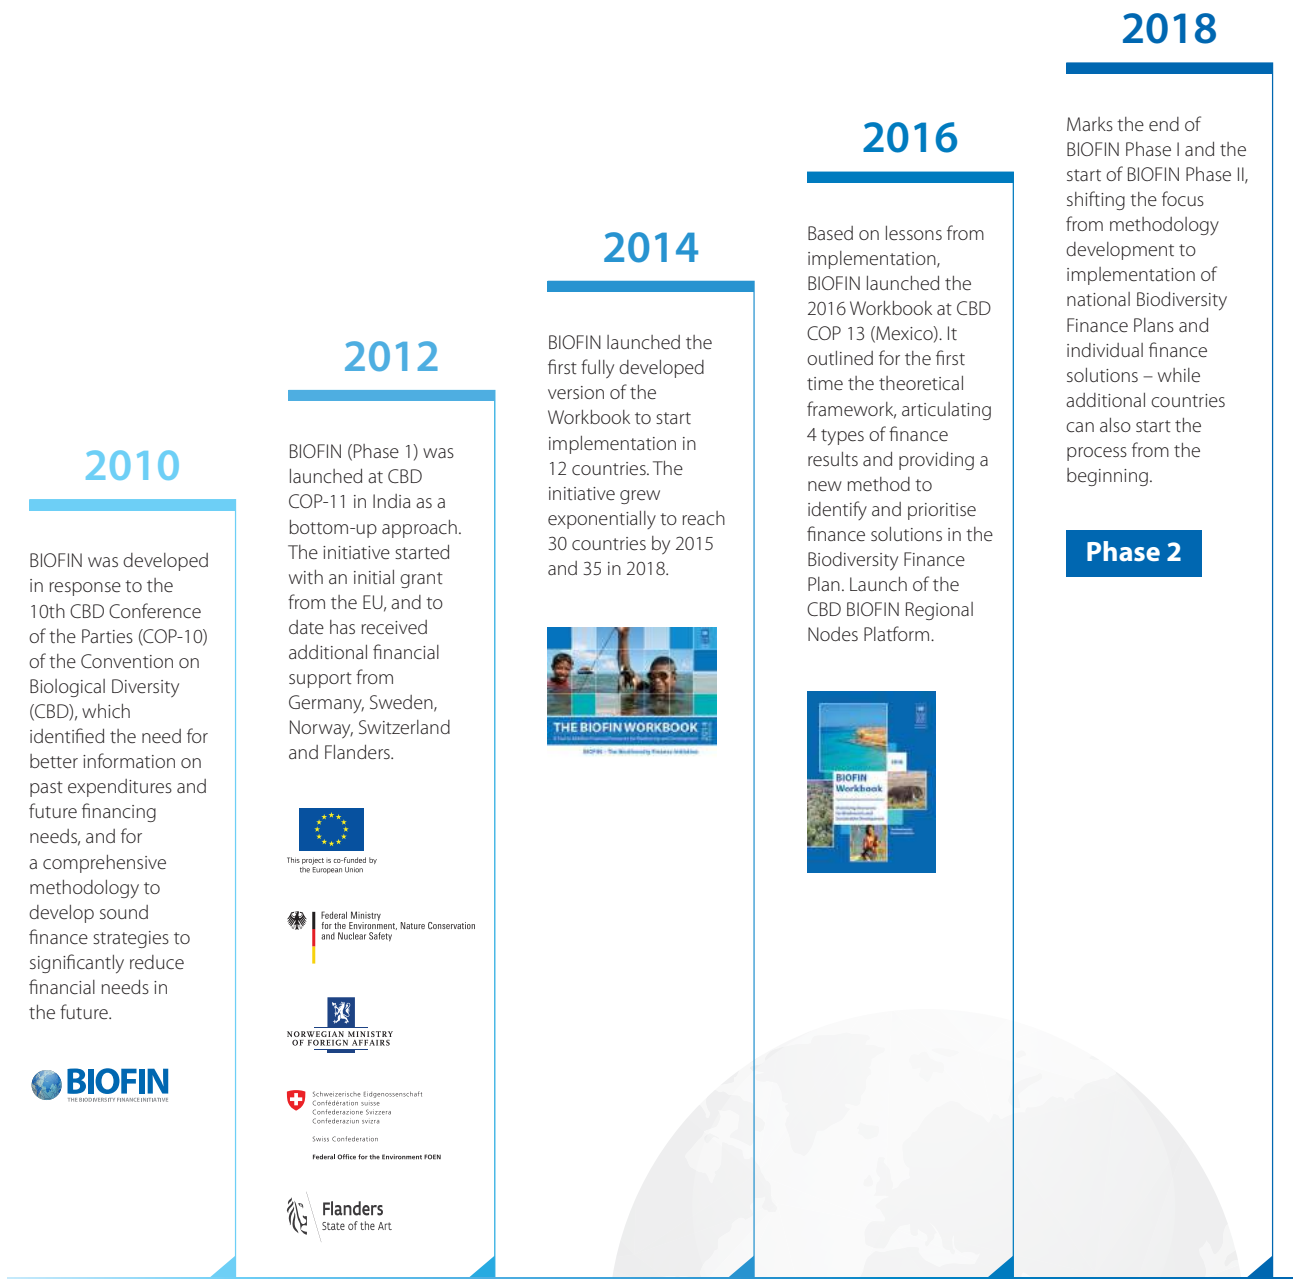 2010
BIOFIN was developed
in response to the
10th CBD Conference
of the Parties (COP-10)
of the Convention on
Biological Diversity
(CBD), which
identified the need for
better information on
past expenditures and
future financing
needs, and for
a comprehensive
methodology to
develop sound
finance strategies to
significantly reduce
financial needs in
the future.
BIOFIN
THE BIODIVERSITY FINANCE INITIATIVE
2012
BIOFIN (Phase 1) was
launched at CBD
COP-11 in India as a
bottom-up approach.
The initiative started
with an initial grant
from the EU, and to
date has received
additional financial
support from
Germany, Sweden,
Norway, Switzerland
and Flanders.
This project is co-funded by
the European Union
Federal Ministry
for the Environment, Nature Conservation
and Nuclear Safety
NORWEGIAN MINISTRY
OF FOREIGN AFFAIRS
Schweizerische Eidgenossenschaft
Confédération suisse
Confederazione Svizzera
Confederaziun svizra
Swiss Confederation
Federal Office for the Environment FOEN
Flanders
State of the Art
2014
BIOFIN launched the
first fully developed
version of the
Workbook to start
implementation in
12 countries. The
initiative grew
exponentially to reach
30 countries by 2015
and 35 in 2018.
THE BIOFIN WORKBOOK
2014
BIOFIN - The Biodiversity Finance Initiative
2016
Based on lessons from
implementation,
BIOFIN launched the
2016 Workbook at CBD
COP 13 (Mexico). It
outlined for the first
time the theoretical
framework, articulating
4 types of finance
results and providing a
new method to
identify and prioritise
finance solutions in the
Biodiversity Finance
Plan. Launch of the
CBD BIOFIN Regional
Nodes Platform.
2016
BIOFIN
Workbook
2018
Marks the end of
BIOFIN Phase I and the
start of BIOFIN Phase II,
shifting the focus
from methodology
development to
implementation of
national Biodiversity
Finance Plans and
individual finance
solutions – while
additional countries
can also start the
process from the
beginning.
Phase 2